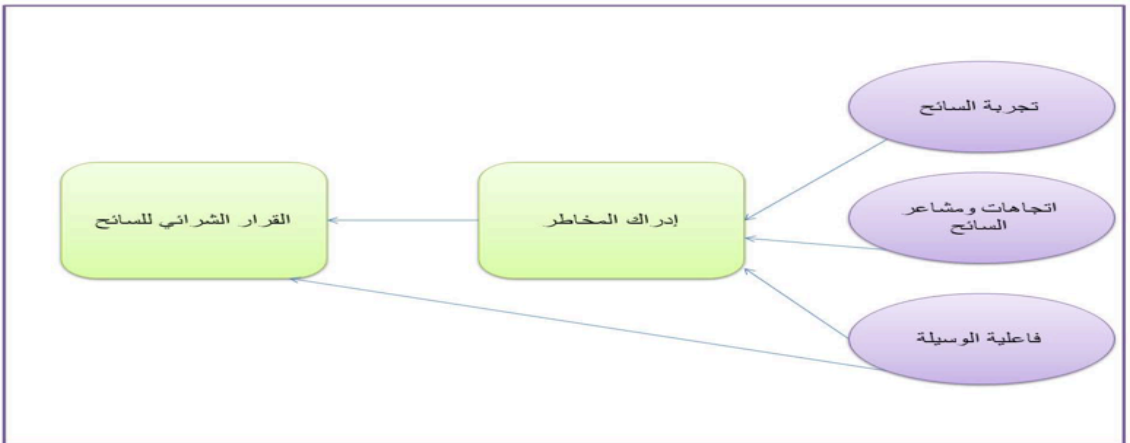 تجربة السائح
اتجاهات ومشاعر
السائح
فاعلية الوسيلة
إدراك المخاطر
القرار الشرائي للسائح